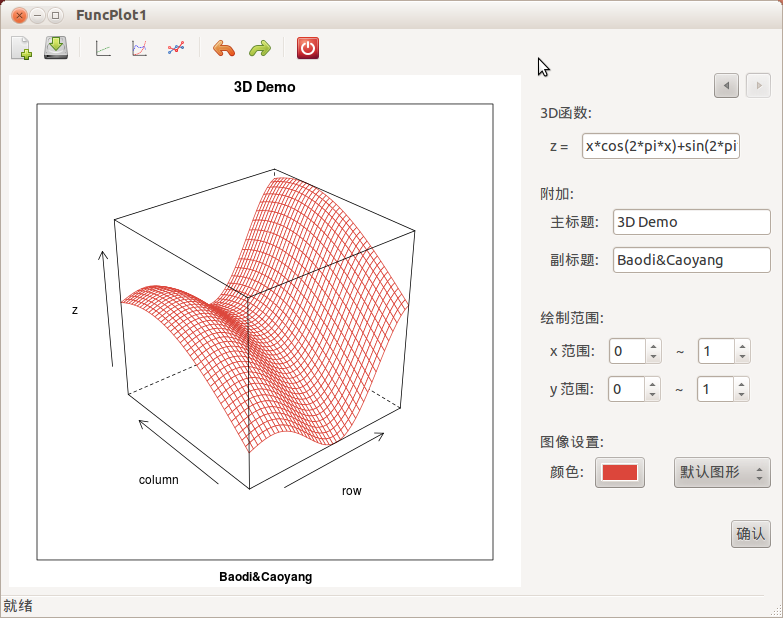 FuncPlot1
3D Demo
z
column
row
Baodi&Caoyang
3D函数:
z = x*cos(2*pi*x)+sin(2*pi
附加:
主标题: 3D Demo
副标题: Baodi&Caoyang
绘制范围:
x 范围: 0 ~ 1
y 范围: 0 ~ 1
图像设置:
颜色: 默认图形
确认
就绪